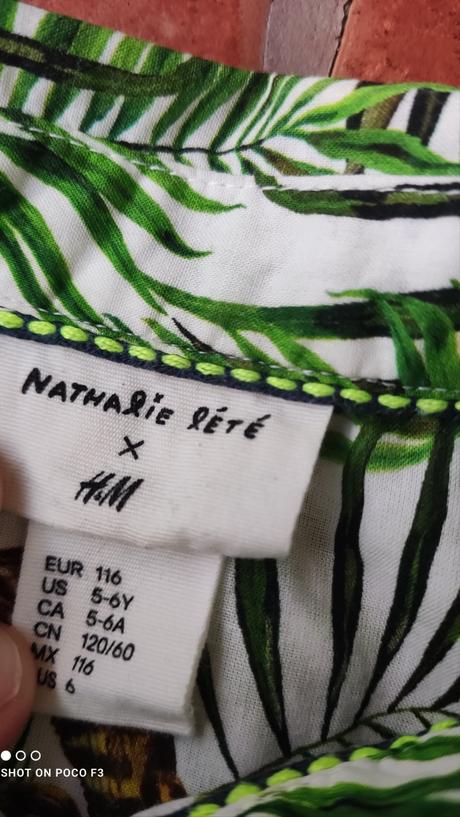 NATHAlIE lÉTÉ
X
H&M
EUR 116
US 5-6Y
CA 5-6A
CN 120/60
MX 116
US 6
SHOT ON POCO F3